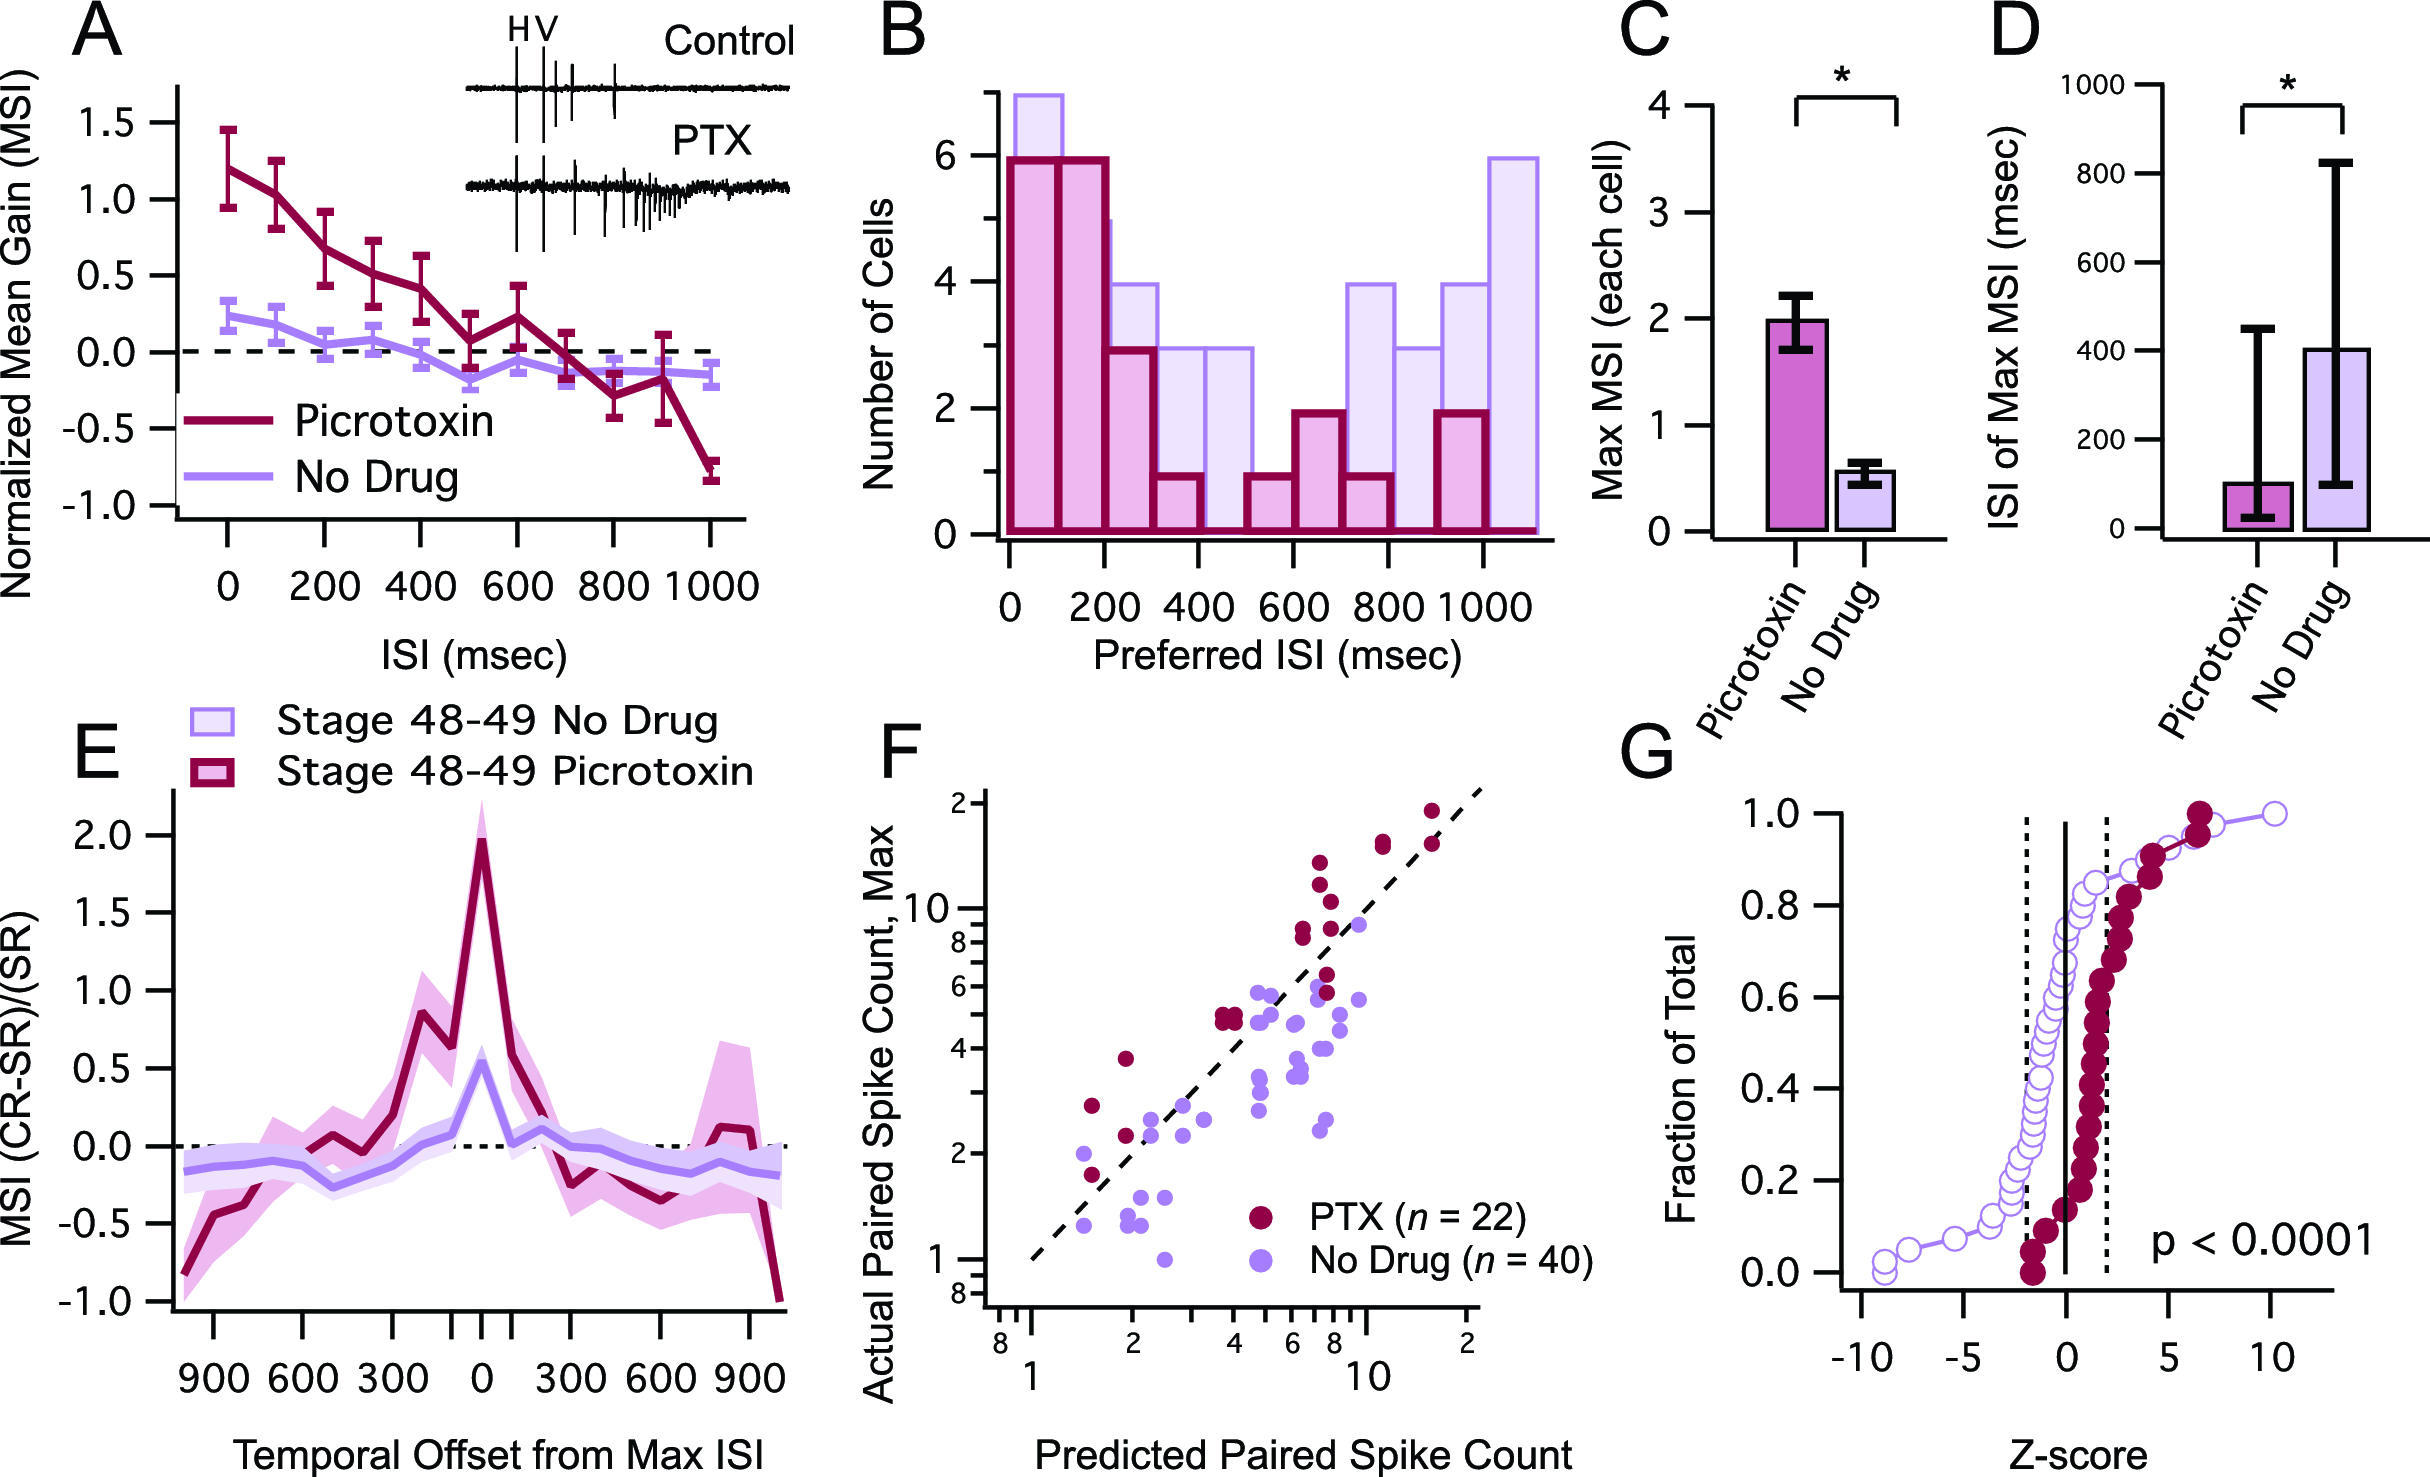 A
Normalized Mean Gain (MSI)
1.5
1.0
0.5
0.0
-0.5
-1.0
H V
Control
PTX
Picrotoxin
No Drug
0 200 400 600 800 1000
ISI (msec)
B
Number of Cells
6
4
2
0
0 200 400 600 800 1000
Preferred ISI (msec)
C
Max MSI (each cell)
4
3
2
1
0
*
Picrotoxin
No Drug
D
ISI of Max MSI (msec)
1000
800
600
400
200
0
*
Picrotoxin
No Drug
E
Stage 48-49 No Drug
Stage 48-49 Picrotoxin
MSI (CR-SR)/(SR)
2.0
1.5
1.0
0.5
0.0
-0.5
-1.0
900 600 300 0 300 600 900
Temporal Offset from Max ISI
F
Actual Paired Spike Count, Max
2
10
8
6
4
2
1
8
PTX (n = 22)
No Drug (n = 40)
8 2 4 6 8 2
1 10
Predicted Paired Spike Count
G
Fraction of Total
1.0
0.8
0.6
0.4
0.2
0.0
p < 0.0001
-10 -5 0 5 10
Z-score